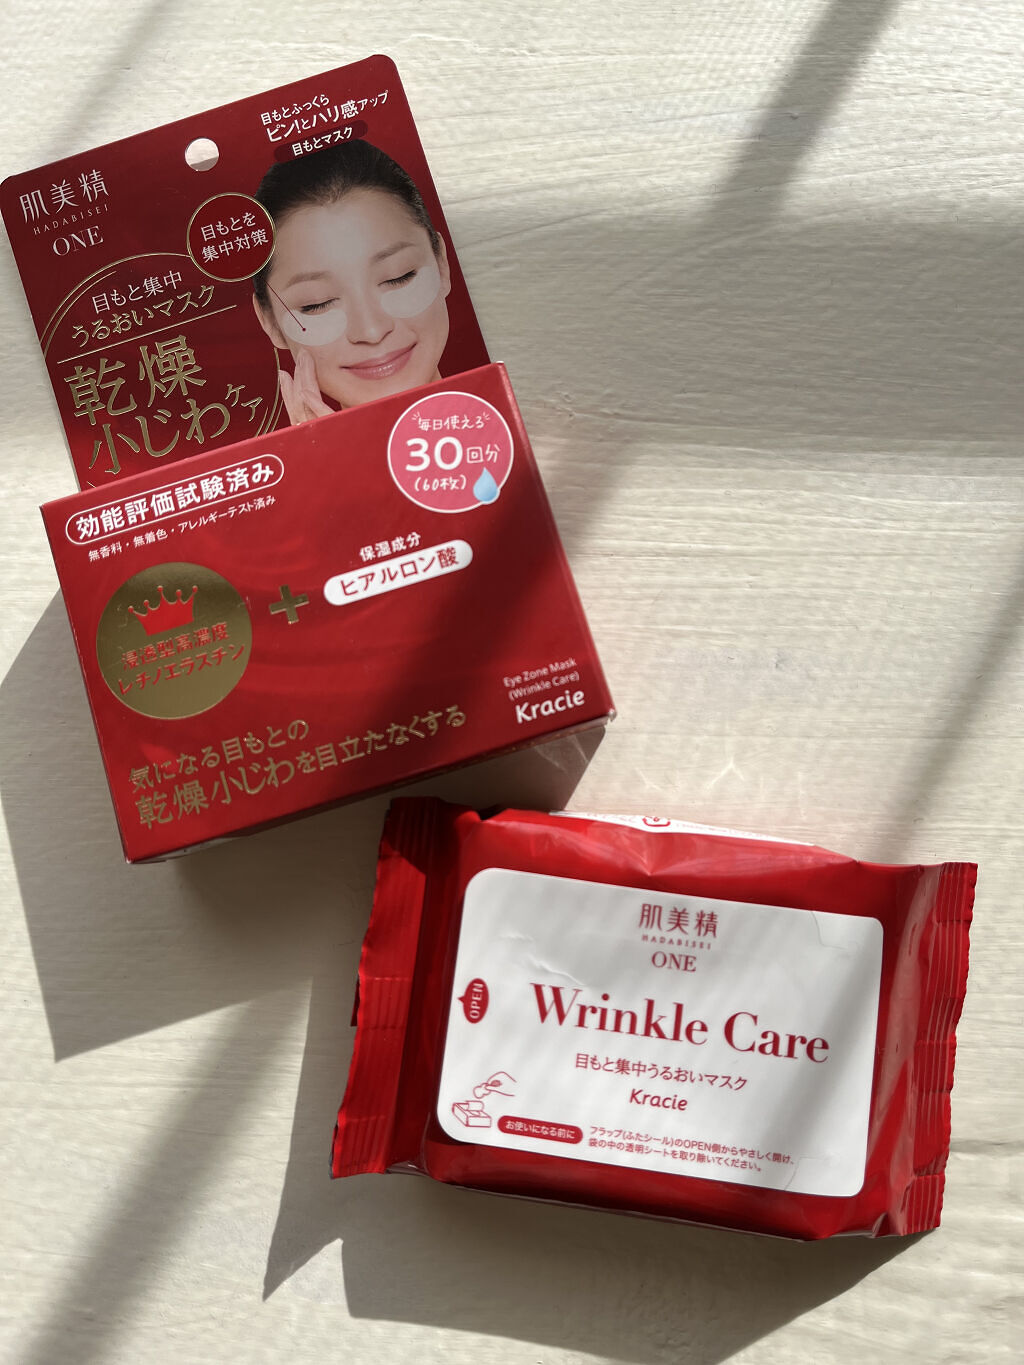 目もとふっくら
ピン!とハリ感アップ
目もとマスク
肌美精
HADABISEI
ONE
目もとを
集中対策
目もと集中
うるおいマスク
乾燥
小じわケア
毎日使える
30回分
(60枚)
効能評価試験済み
無香料・無着色・アレルギーテスト済み
保湿成分
ヒアルロン酸
+
浸透型高濃度
レチノエラスチン
Eye Zone Mask
(Wrinkle Care)
Kracie
気になる目もとの
乾燥小じわを目立たなくする
肌美精
HADABISEI
ONE
OPEN
Wrinkle Care
目もと集中うるおいマスク
Kracie
お使いになる前に
フラップ(ふたシール)のOPEN側からやさしく開け、
袋の中の透明シートを取り除いてください。